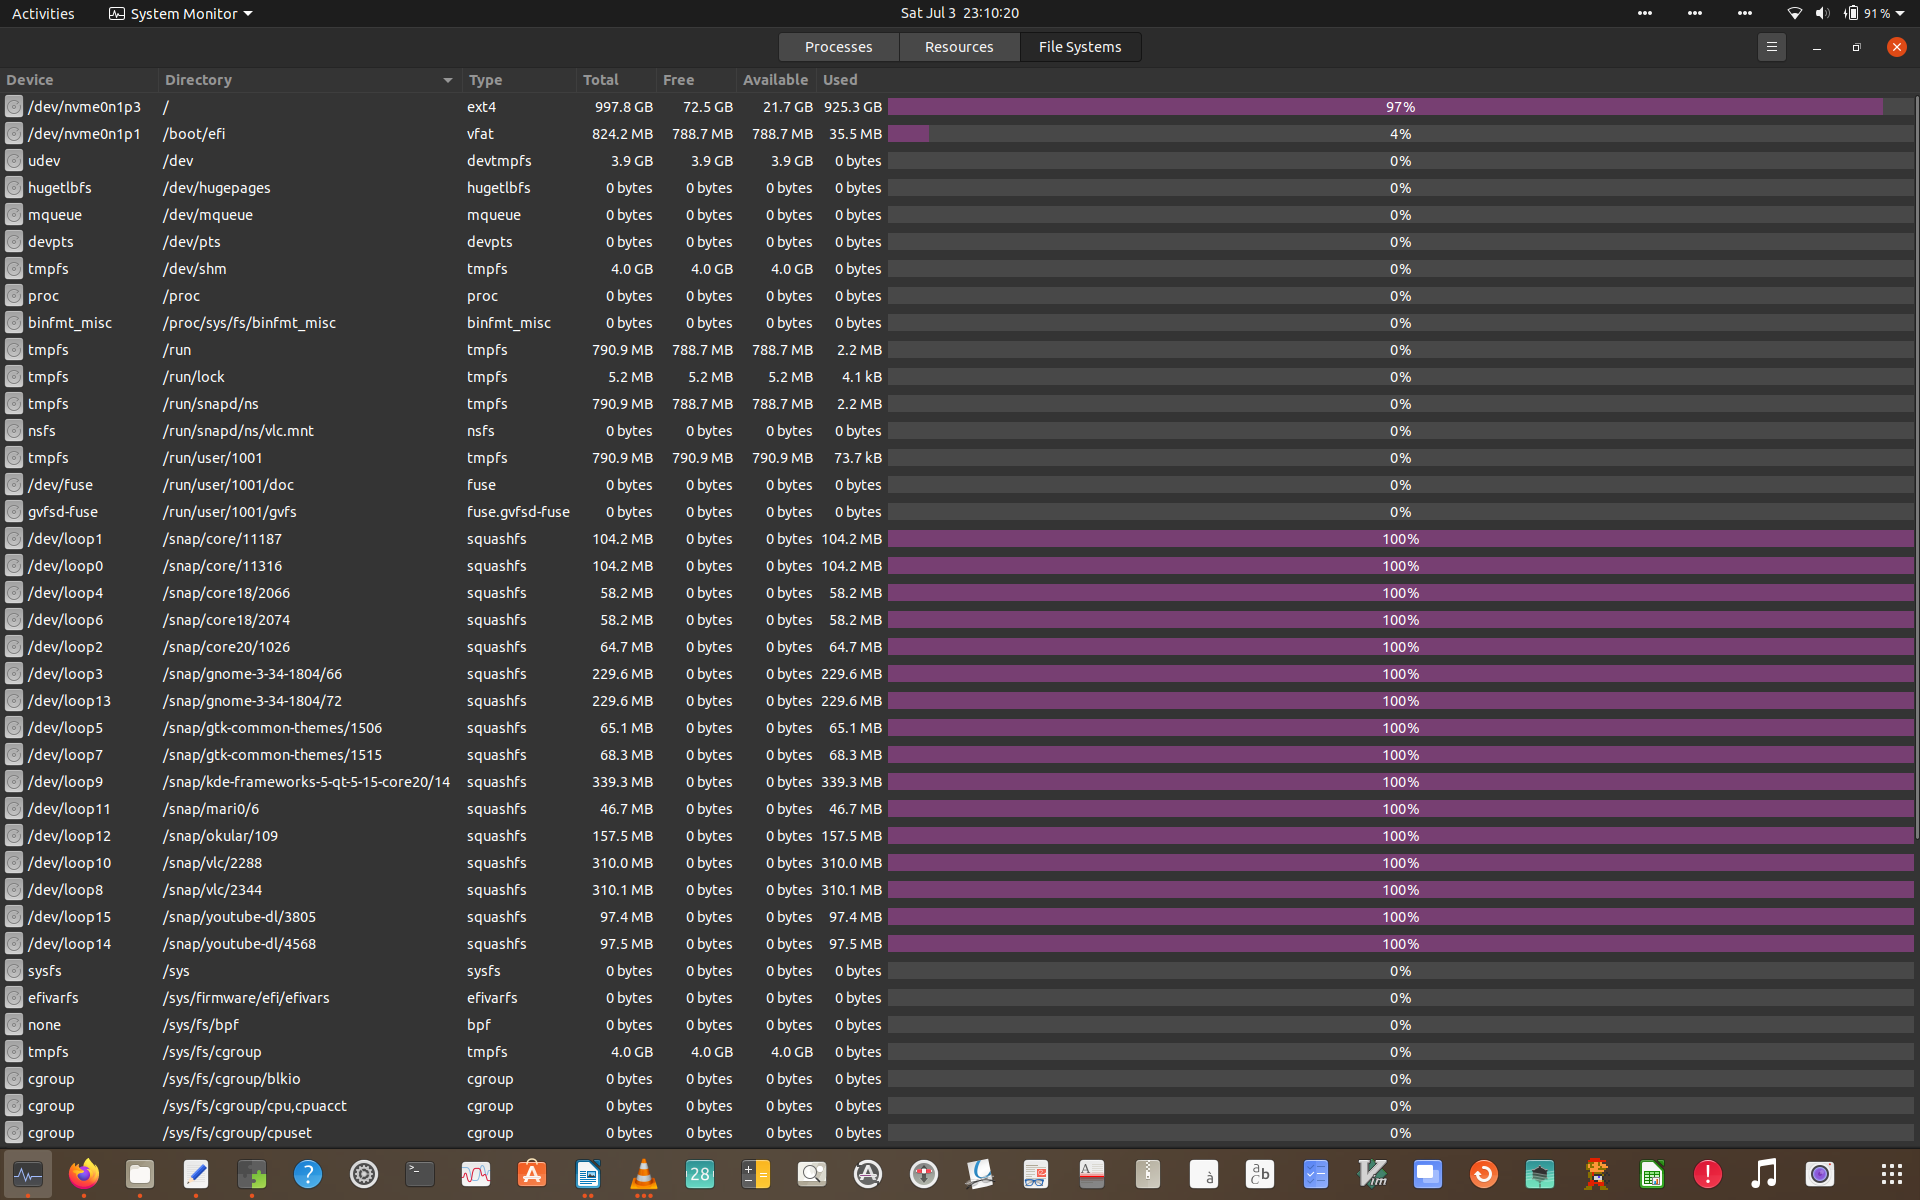 Activities System Monitor Sat Jul 3 23:10:20 91%
Processes Resources File Systems
Device Directory Type Total Free Available Used
/dev/nvme0n1p3 / ext4 997.8 GB 72.5 GB 21.7 GB 925.3 GB 97%
/dev/nvme0n1p1 /boot/efi vfat 824.2 MB 788.7 MB 788.7 MB 35.5 MB 4%
udev /dev devtmpfs 3.9 GB 3.9 GB 3.9 GB 0 bytes 0%
hugetlbfs /dev/hugepages hugetlbfs 0 bytes 0 bytes 0 bytes 0 bytes 0%
mqueue /dev/mqueue mqueue 0 bytes 0 bytes 0 bytes 0 bytes 0%
devpts /dev/pts devpts 0 bytes 0 bytes 0 bytes 0 bytes 0%
tmpfs /dev/shm tmpfs 4.0 GB 4.0 GB 4.0 GB 0 bytes 0%
proc /proc proc 0 bytes 0 bytes 0 bytes 0 bytes 0%
binfmt_misc /proc/sys/fs/binfmt_misc binfmt_misc 0 bytes 0 bytes 0 bytes 0 bytes 0%
tmpfs /run tmpfs 790.9 MB 788.7 MB 788.7 MB 2.2 MB 0%
tmpfs /run/lock tmpfs 5.2 MB 5.2 MB 5.2 MB 4.1 kB 0%
tmpfs /run/snapd/ns tmpfs 790.9 MB 788.7 MB 788.7 MB 2.2 MB 0%
nsfs /run/snapd/ns/vlc.mnt nsfs 0 bytes 0 bytes 0 bytes 0 bytes 0%
tmpfs /run/user/1001 tmpfs 790.9 MB 790.9 MB 790.9 MB 73.7 kB 0%
/dev/fuse /run/user/1001/doc fuse 0 bytes 0 bytes 0 bytes 0 bytes 0%
gvfsd-fuse /run/user/1001/gvfs fuse.gvfsd-fuse 0 bytes 0 bytes 0 bytes 0 bytes 0%
/dev/loop1 /snap/core/11187 squashfs 104.2 MB 0 bytes 0 bytes 104.2 MB 100%
/dev/loop0 /snap/core/11316 squashfs 104.2 MB 0 bytes 0 bytes 104.2 MB 100%
/dev/loop4 /snap/core18/2066 squashfs 58.2 MB 0 bytes 0 bytes 58.2 MB 100%
/dev/loop6 /snap/core18/2074 squashfs 58.2 MB 0 bytes 0 bytes 58.2 MB 100%
/dev/loop2 /snap/core20/1026 squashfs 64.7 MB 0 bytes 0 bytes 64.7 MB 100%
/dev/loop3 /snap/gnome-3-34-1804/66 squashfs 229.6 MB 0 bytes 0 bytes 229.6 MB 100%
/dev/loop13 /snap/gnome-3-34-1804/72 squashfs 229.6 MB 0 bytes 0 bytes 229.6 MB 100%
/dev/loop5 /snap/gtk-common-themes/1506 squashfs 65.1 MB 0 bytes 0 bytes 65.1 MB 100%
/dev/loop7 /snap/gtk-common-themes/1515 squashfs 68.3 MB 0 bytes 0 bytes 68.3 MB 100%
/dev/loop9 /snap/kde-frameworks-5-qt-5-15-core20/14 squashfs 339.3 MB 0 bytes 0 bytes 339.3 MB 100%
/dev/loop11 /snap/mari0/6 squashfs 46.7 MB 0 bytes 0 bytes 46.7 MB 100%
/dev/loop12 /snap/okular/109 squashfs 157.5 MB 0 bytes 0 bytes 157.5 MB 100%
/dev/loop10 /snap/vlc/2288 squashfs 310.0 MB 0 bytes 0 bytes 310.0 MB 100%
/dev/loop8 /snap/vlc/2344 squashfs 310.1 MB 0 bytes 0 bytes 310.1 MB 100%
/dev/loop15 /snap/youtube-dl/3805 squashfs 97.4 MB 0 bytes 0 bytes 97.4 MB 100%
/dev/loop14 /snap/youtube-dl/4568 squashfs 97.5 MB 0 bytes 0 bytes 97.5 MB 100%
sysfs /sys sysfs 0 bytes 0 bytes 0 bytes 0 bytes 0%
efivarfs /sys/firmware/efi/efivars efivarfs 0 bytes 0 bytes 0 bytes 0 bytes 0%
none /sys/fs/bpf bpf 0 bytes 0 bytes 0 bytes 0 bytes 0%
tmpfs /sys/fs/cgroup tmpfs 4.0 GB 4.0 GB 4.0 GB 0 bytes 0%
cgroup /sys/fs/cgroup/blkio cgroup 0 bytes 0 bytes 0 bytes 0 bytes 0%
cgroup /sys/fs/cgroup/cpu,cpuacct cgroup 0 bytes 0 bytes 0 bytes 0 bytes 0%
cgroup /sys/fs/cgroup/cpuset cgroup 0 bytes 0 bytes 0 bytes 0 bytes 0%
28